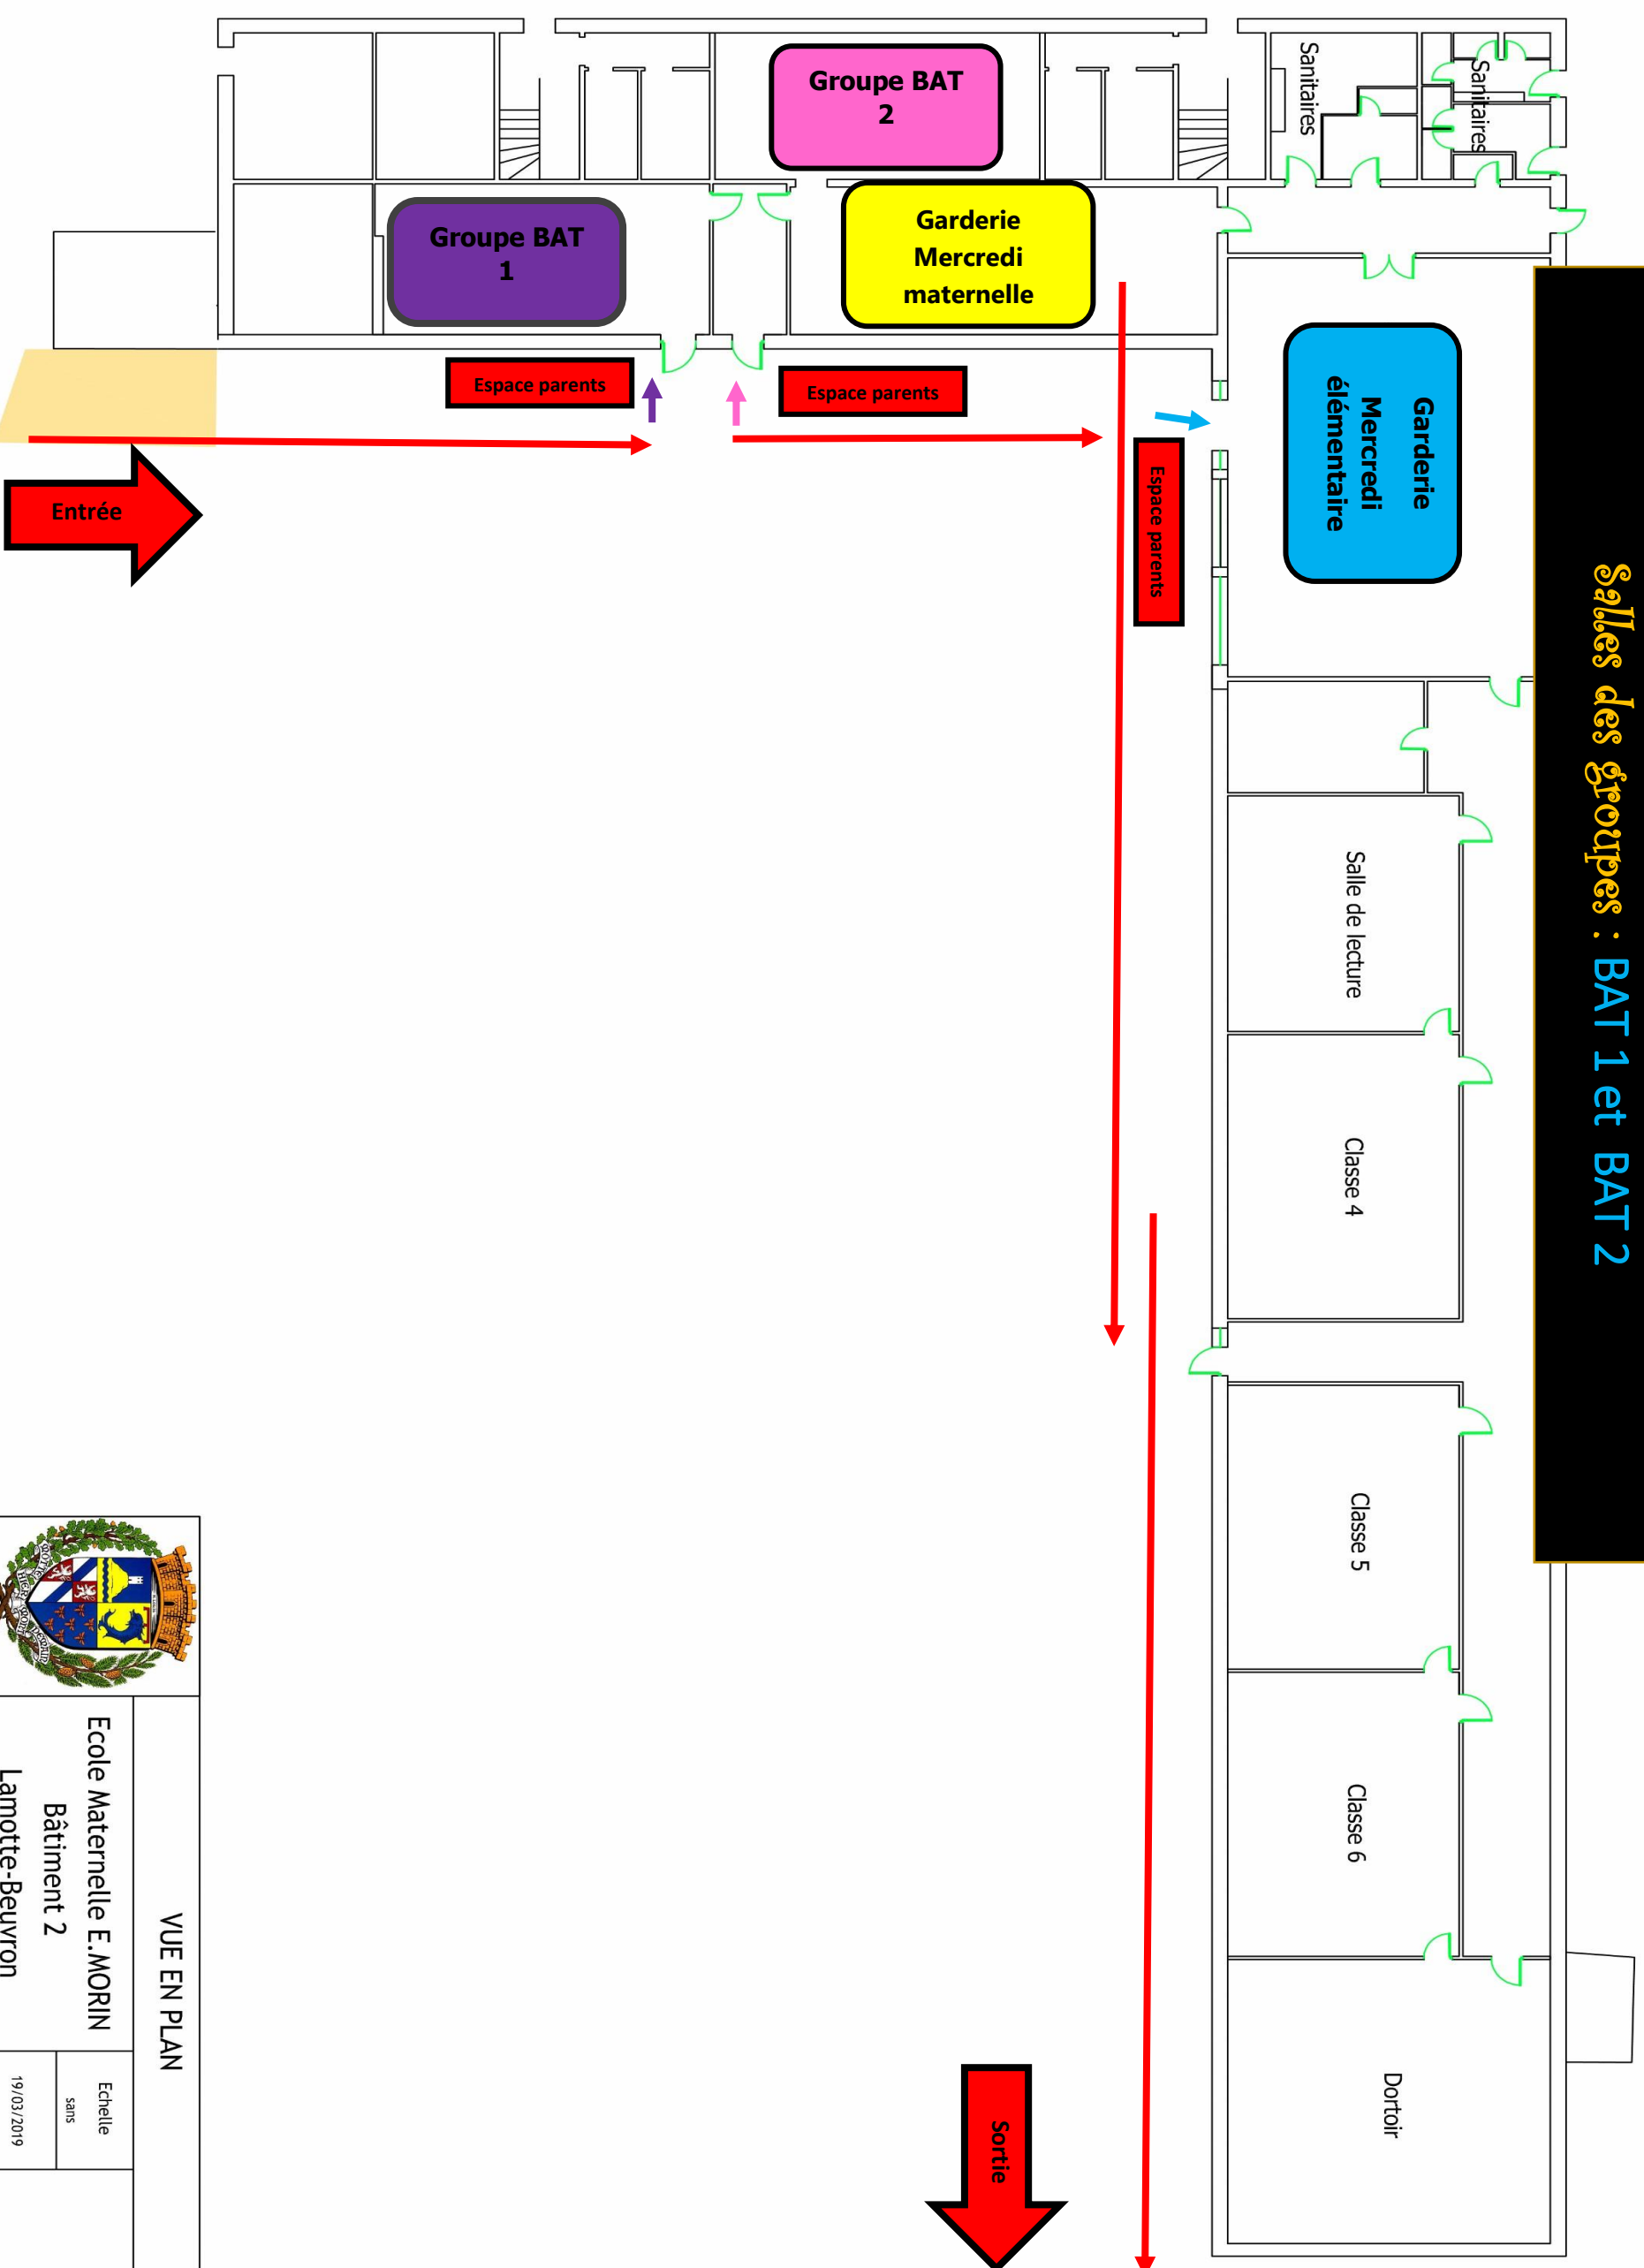 Salles des groupes : BAT 1 et BAT 2
Sanitaires
Sanitaires
Groupe BAT
2
Groupe BAT
1
Garderie
Mercredi
maternelle
Garderie
Mercredi
élémentaire
Espace parents
Espace parents
Espace parents
Entrée
Salle de lecture
Classe 4
Classe 5
Classe 6
Dortoir
Sortie
VUE EN PLAN
Ecole Maternelle E.MORIN
Bâtiment 2
Lamotte-Beuvron
Echelle
sans
19/03/2019